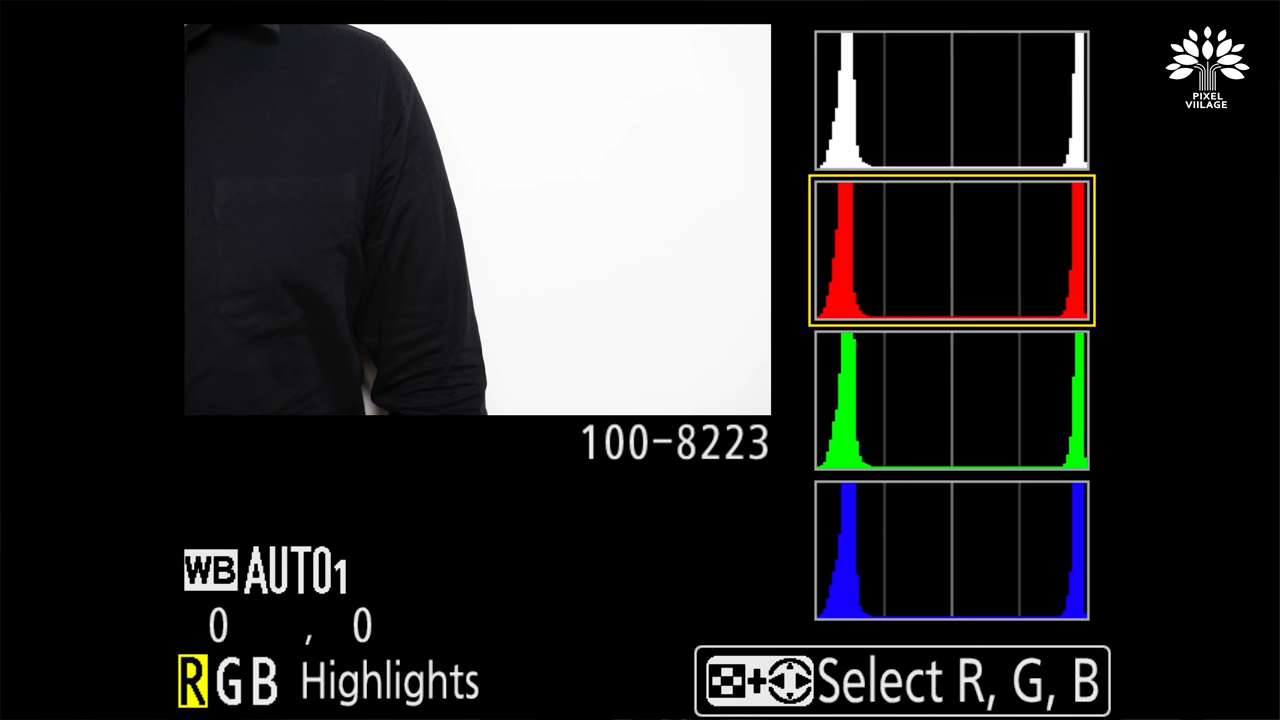 PIXEL
VIILAGE
100-8223
WB AUTO1
0 , 0
RGB Highlights
Select R, G, B